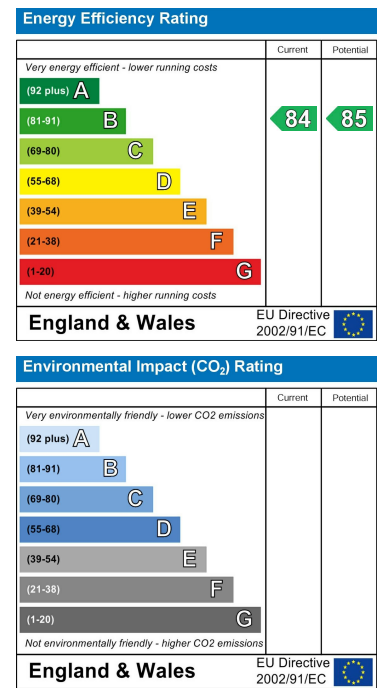 Energy Efficiency Rating
Current Potential
Very energy efficient - lower running costs
(92 plus) A
(81-91) B 84 85
(69-80) C
(55-68) D
(39-54) E
(21-38) F
(1-20) G
Not energy efficient - higher running costs
England & Wales EU Directive 2002/91/EC
Environmental Impact (CO₂) Rating
Current Potential
Very environmentally friendly - lower CO2 emissions
(92 plus) A
(81-91) B
(69-80) C
(55-68) D
(39-54) E
(21-38) F
(1-20) G
Not environmentally friendly - higher CO2 emissions
England & Wales EU Directive 2002/91/EC